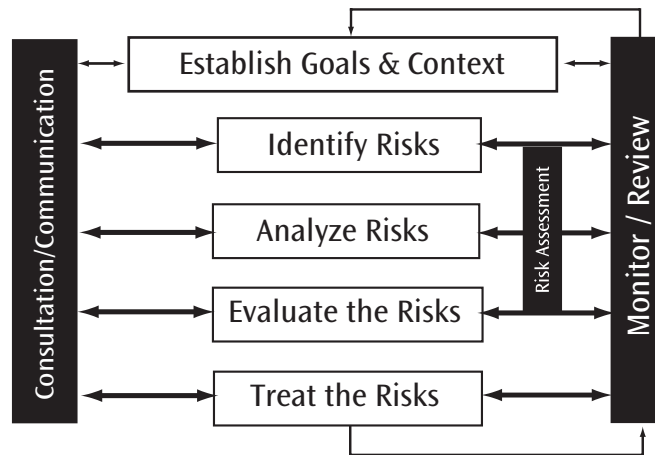 Establish Goals & Context
Identify Risks
Analyze Risks
Evaluate the Risks
Treat the Risks
Consultation/Communication
Risk Assessment
Monitor / Review